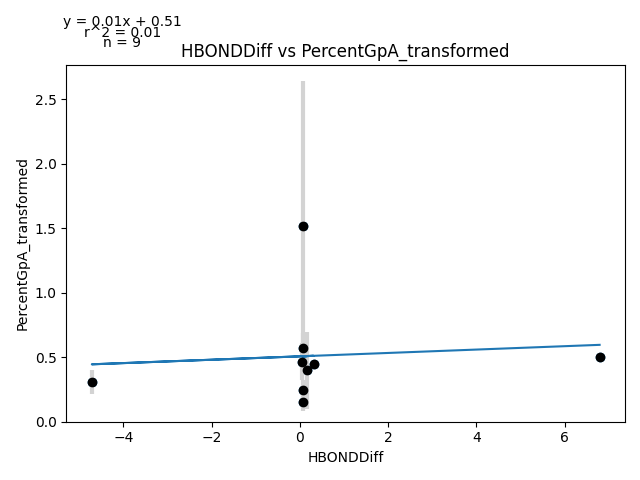 y = 0.01x + 0.51
r^2 = 0.01
n = 9
HBONDDiff vs PercentGpA_transformed
PercentGpA_transformed
2.5
2.0
1.5
1.0
0.5
0.0
−4
−2
0
2
4
6
HBONDDiff